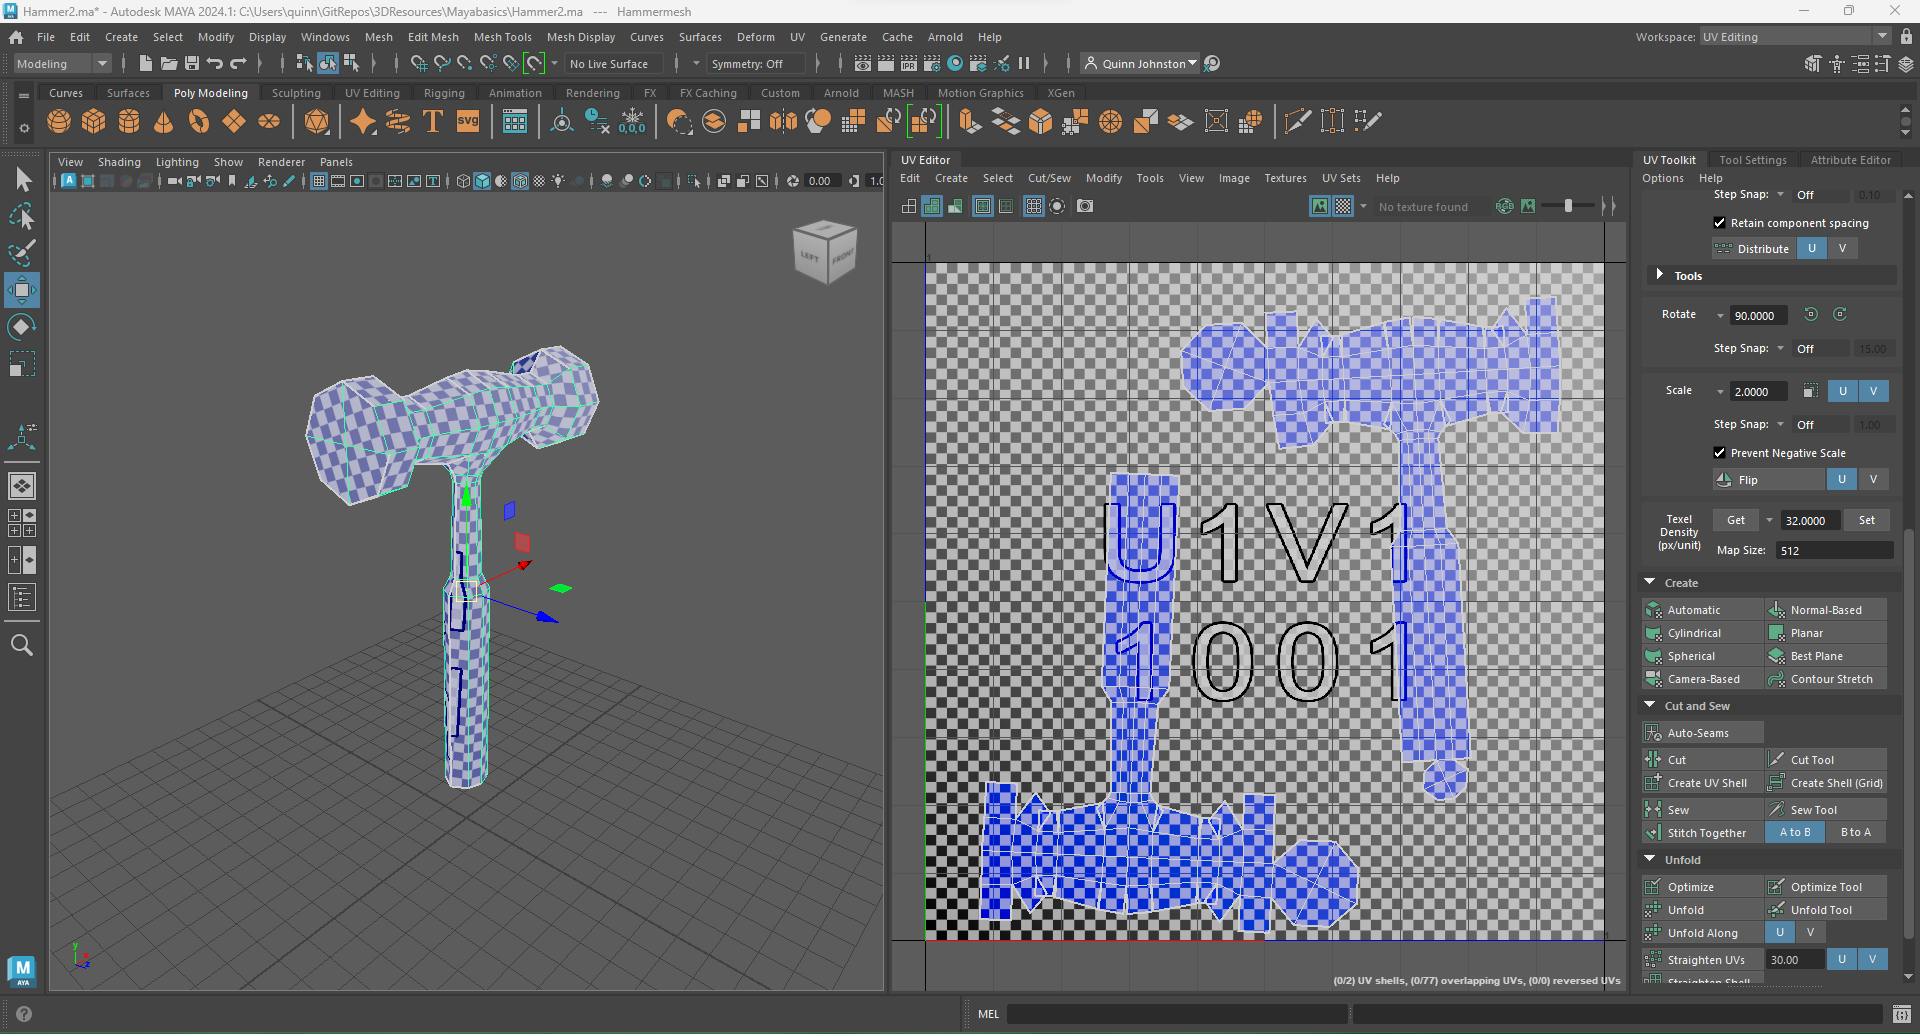 Hammer2.ma* - Autodesk MAYA 2024.1: C:\Users\quinn\GitRepos\3DResources\Mayabasics\Hammer2.ma --- Hammermesh
File Edit Create Select Modify Display Windows Mesh Edit Mesh Mesh Tools Mesh Display Curves Surfaces Deform UV Generate Cache Arnold Help
Workspace: UV Editing
Modeling No Live Surface Symmetry: Off Quinn Johnston
Curves Surfaces Poly Modeling Sculpting UV Editing Rigging Animation Rendering FX FX Caching Custom Arnold MASH Motion Graphics XGen
svg 0,0,0
View Shading Lighting Show Renderer Panels
0.00 1.0
LEFT FRONT
UV Editor
Edit Create Select Cut/Sew Modify Tools View Image Textures UV Sets Help
No texture found
U1V1
1001
(0/2) UV shells, (0/77) overlapping UVs, (0/0) reversed UVs
UV Toolkit Tool Settings Attribute Editor
Options Help
Step Snap: Off 0.10
Retain component spacing
Distribute U V
Tools
Rotate 90.0000
Step Snap: Off 15.00
Scale 2.0000 U V
Step Snap: Off 1.00
Prevent Negative Scale
Flip U V
Texel Density (px/unit) Get 32.0000 Set
Map Size: 512
Create
Automatic Normal-Based
Cylindrical Planar
Spherical Best Plane
Camera-Based Contour Stretch
Cut and Sew
Auto-Seams
Cut Cut Tool
Create UV Shell Create Shell (Grid)
Sew Sew Tool
Stitch Together A to B B to A
Unfold
Optimize Optimize Tool
Unfold Unfold Tool
Unfold Along U V
Straighten UVs 30.00 U V
Straighten Shell
y
z
M
AYA
MEL